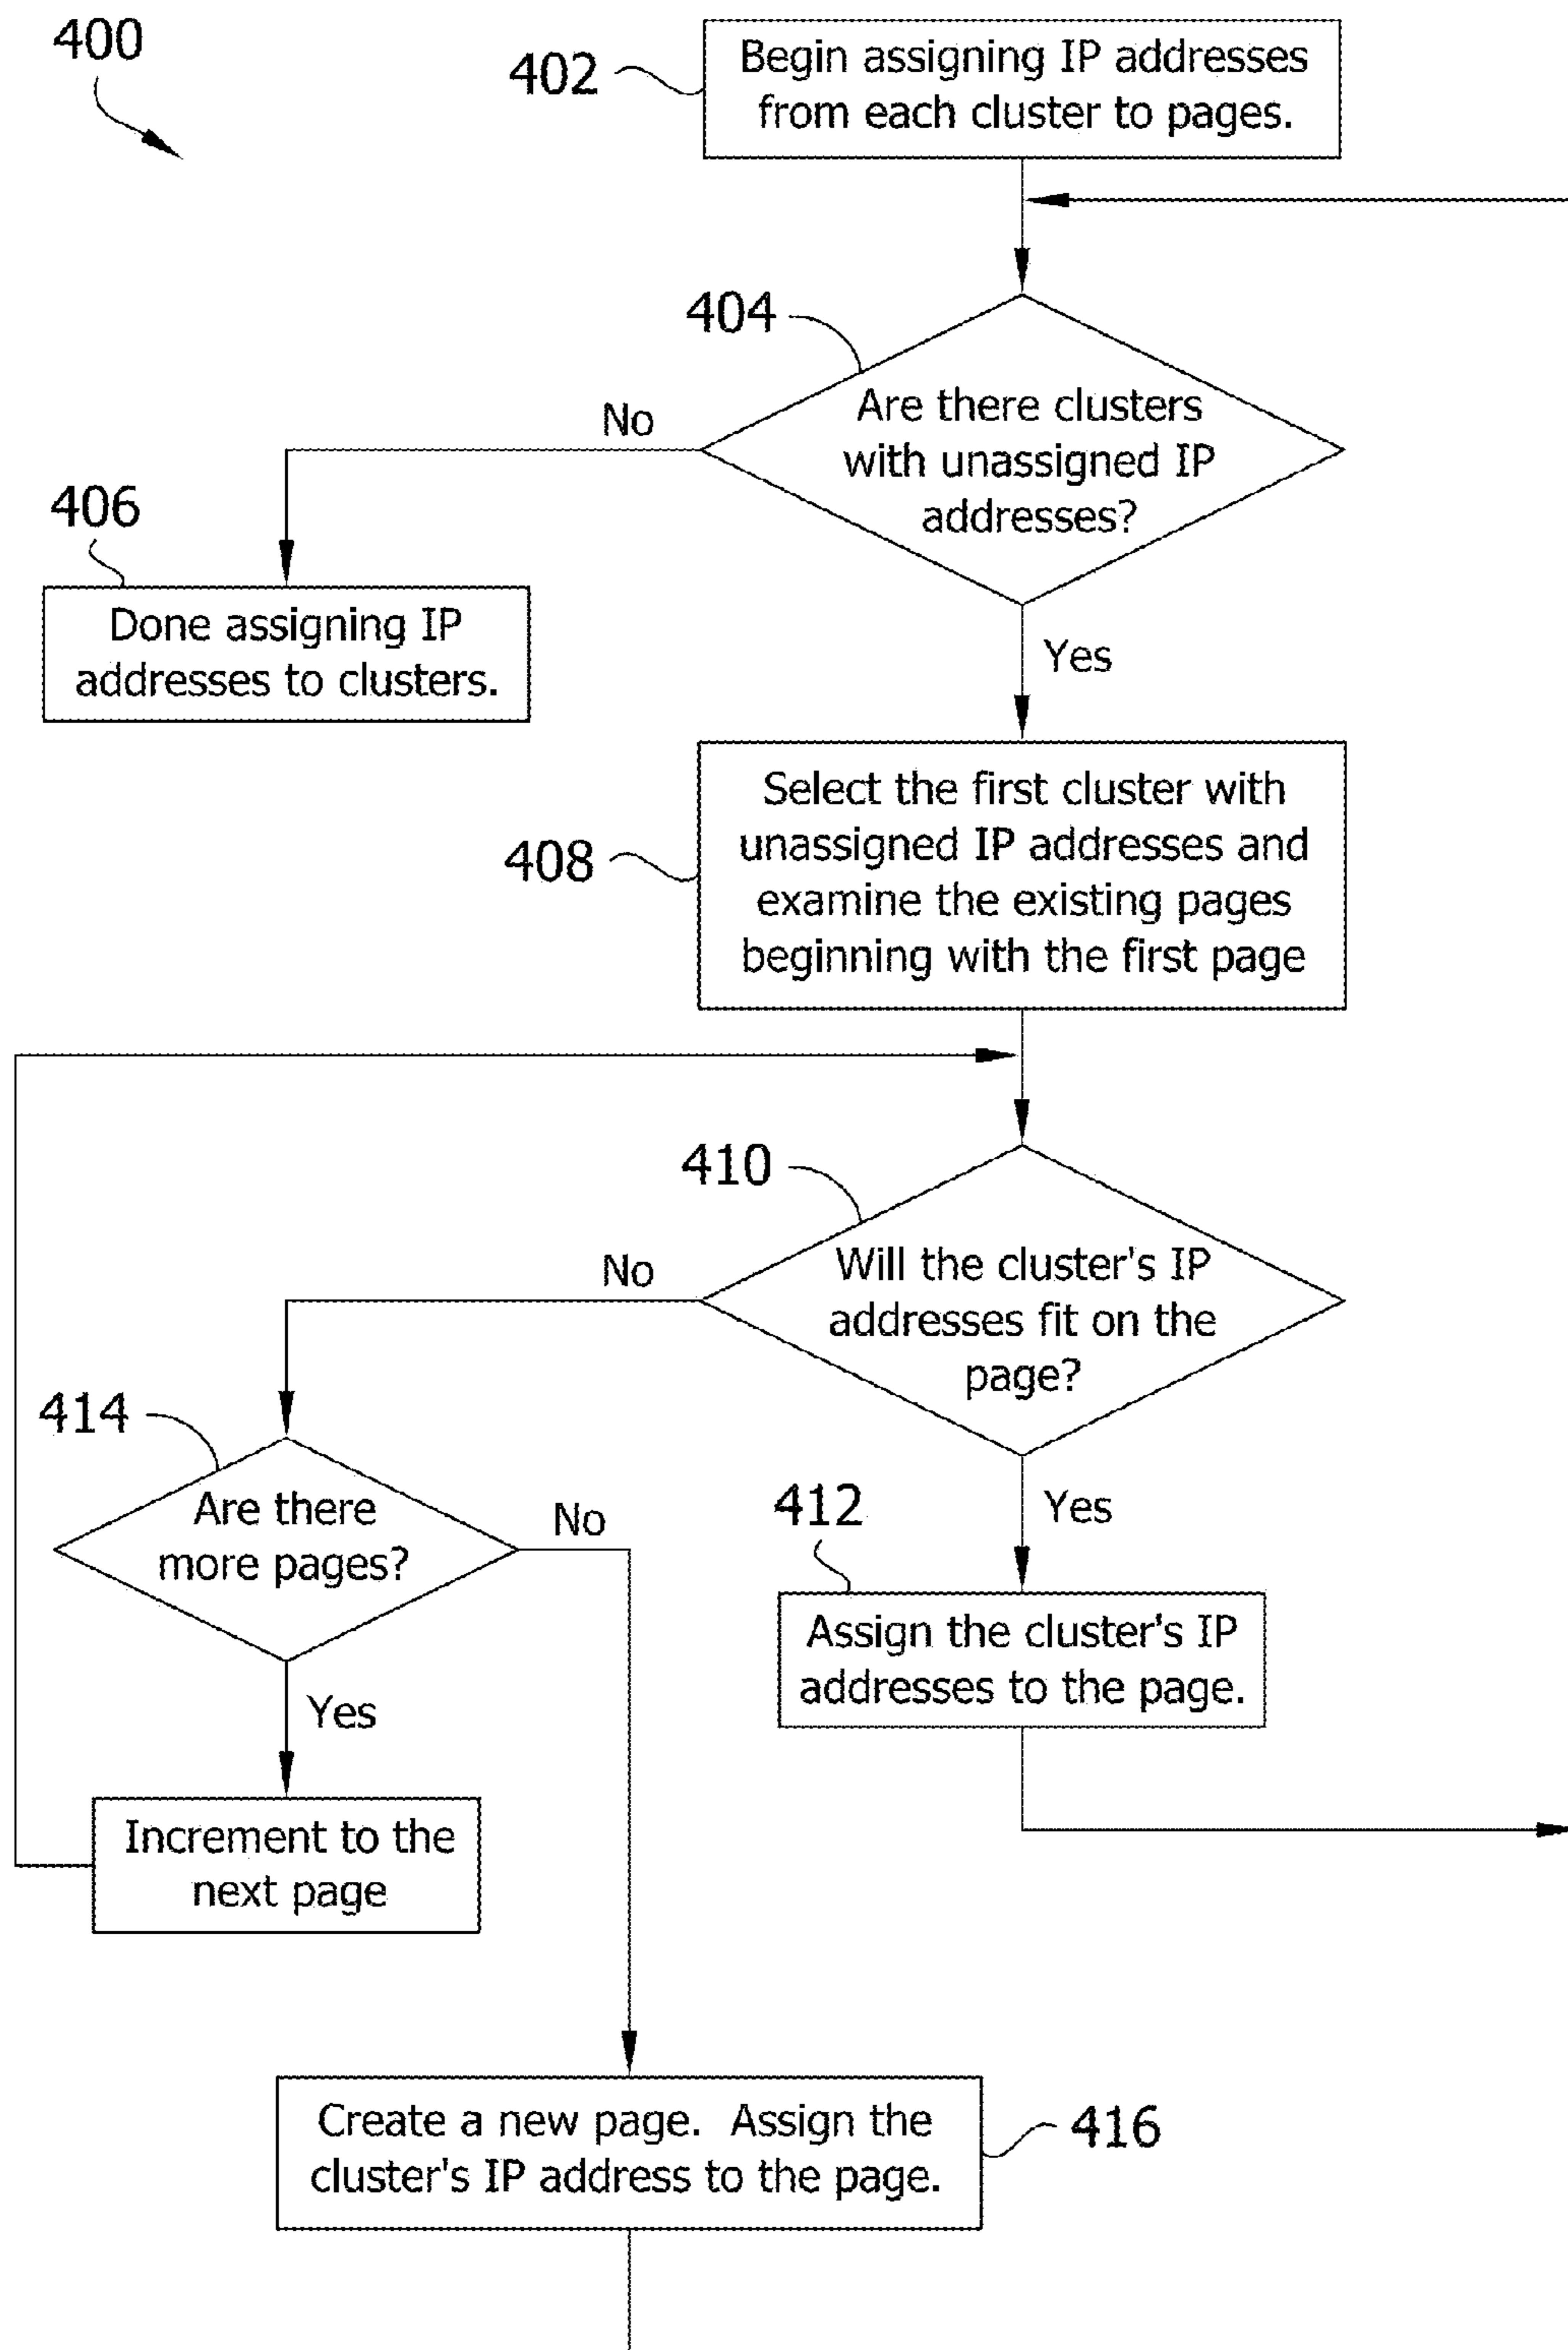 400
402
Begin assigning IP addresses
from each cluster to pages.
404
Are there clusters
with unassigned IP
addresses?
No
406
Done assigning IP
addresses to clusters.
Yes
408
Select the first cluster with
unassigned IP addresses and
examine the existing pages
beginning with the first page
410
Will the cluster's IP
addresses fit on the
page?
No
414
Are there
more pages?
No
412
Yes
Assign the cluster's IP
addresses to the page.
Yes
Increment to the
next page
Create a new page. Assign the
cluster's IP address to the page.
416